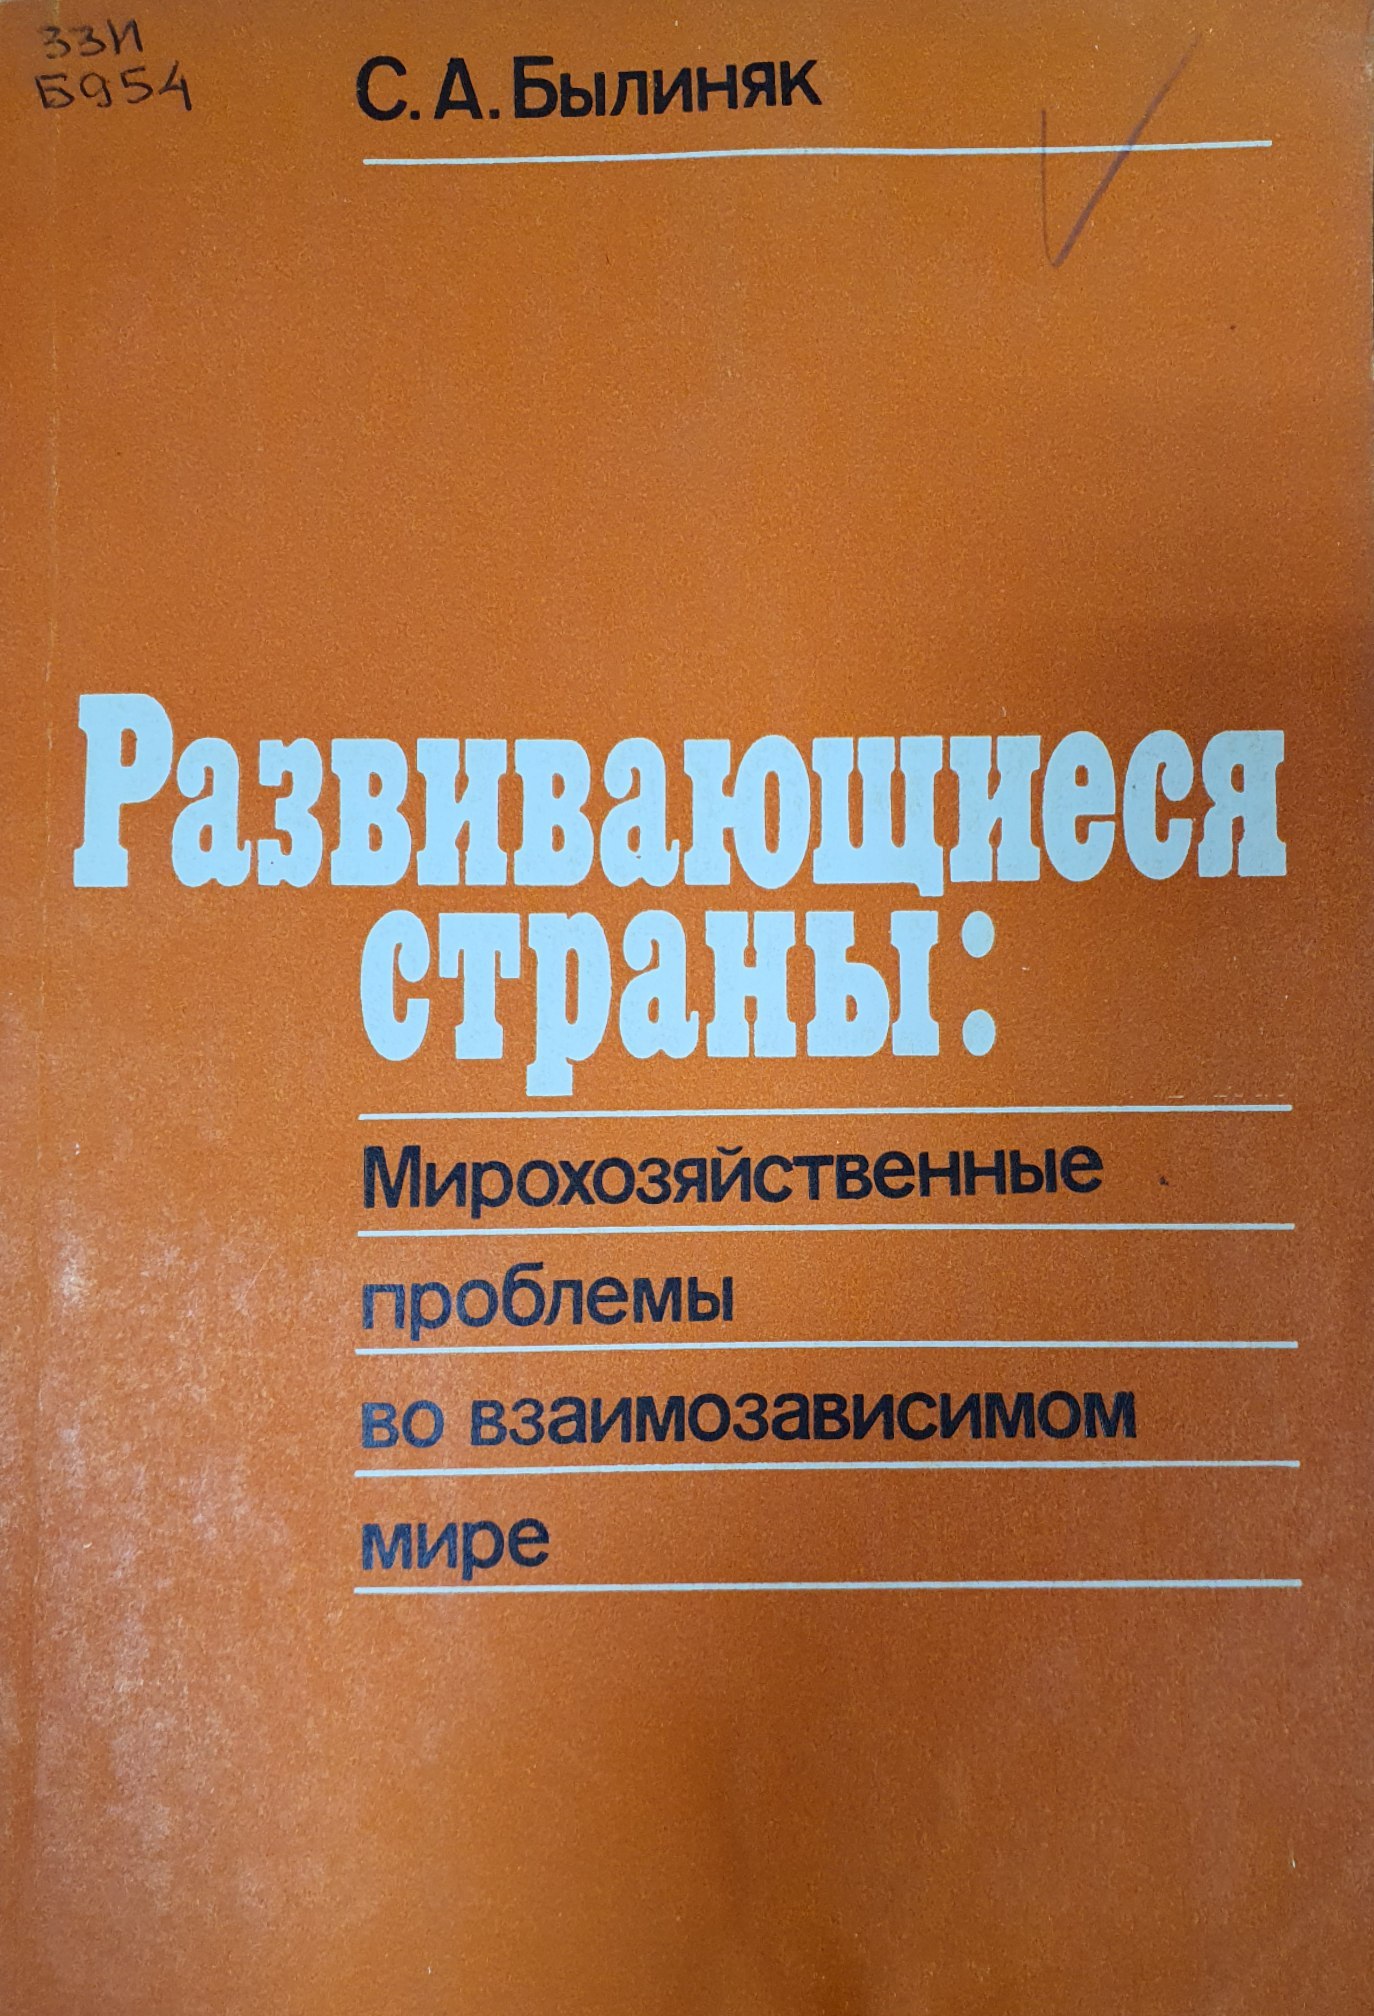 33И
Б954
С. А. Былиняк
Развивающиеся
страны:
Мирохозяйственные
проблемы
во взаимозависимом
мире